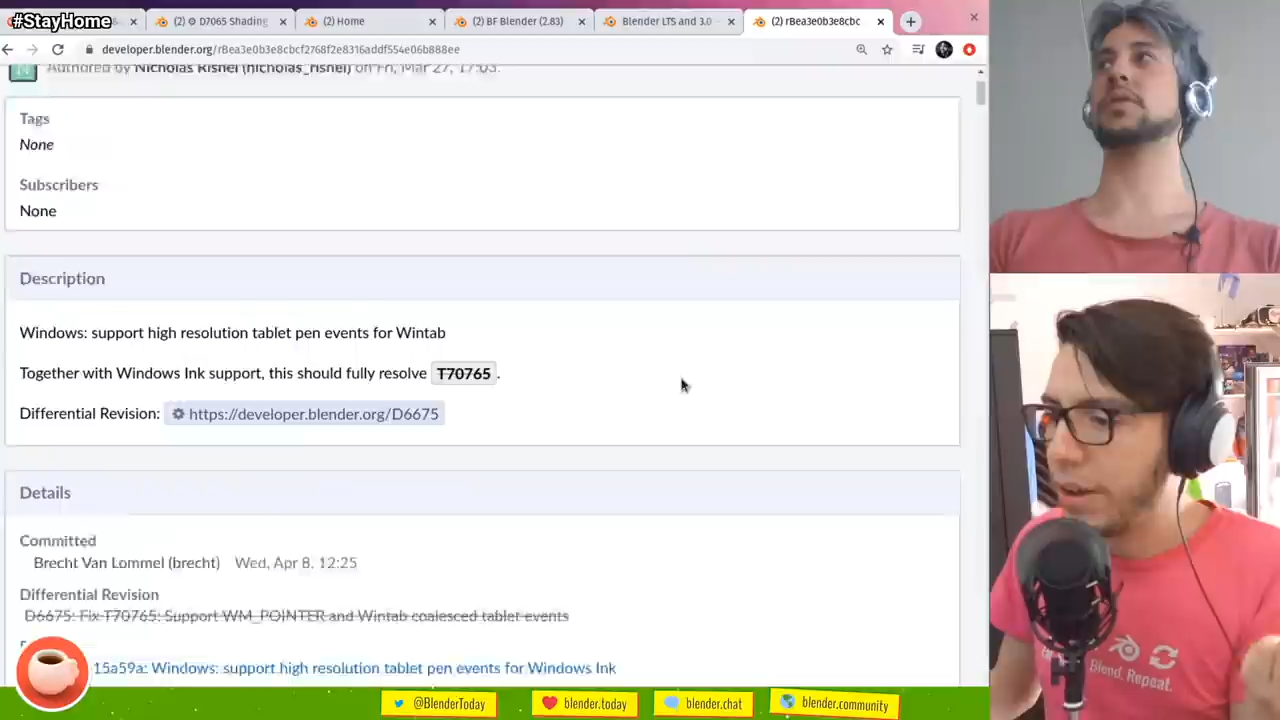 #StayHome
(2) ⚙ D7065 Shading
(2) Home
(2) BF Blender (2.83)
Blender LTS and 3.0
(2) rBea3e0b3e8cbc
developer.blender.org/rBea3e0b3e8cbcf2768f2e8316addf554e06b888ee
Authored by Nicholas Rishel (nicholas_rishel) on Fri, Mar 27, 17:03.
Tags
None
Subscribers
None
Description
Windows: support high resolution tablet pen events for Wintab
Together with Windows Ink support, this should fully resolve T70765.
Differential Revision: https://developer.blender.org/D6675
Details
Committed
Brecht Van Lommel (brecht) Wed, Apr 8, 12:25
Differential Revision
D6675: Fix T70765: Support WM_POINTER and Wintab coalesced tablet events
15a59a: Windows: support high resolution tablet pen events for Windows Ink
Blend. Repeat.
@BlenderToday
blender.today
blender.chat
blender.community